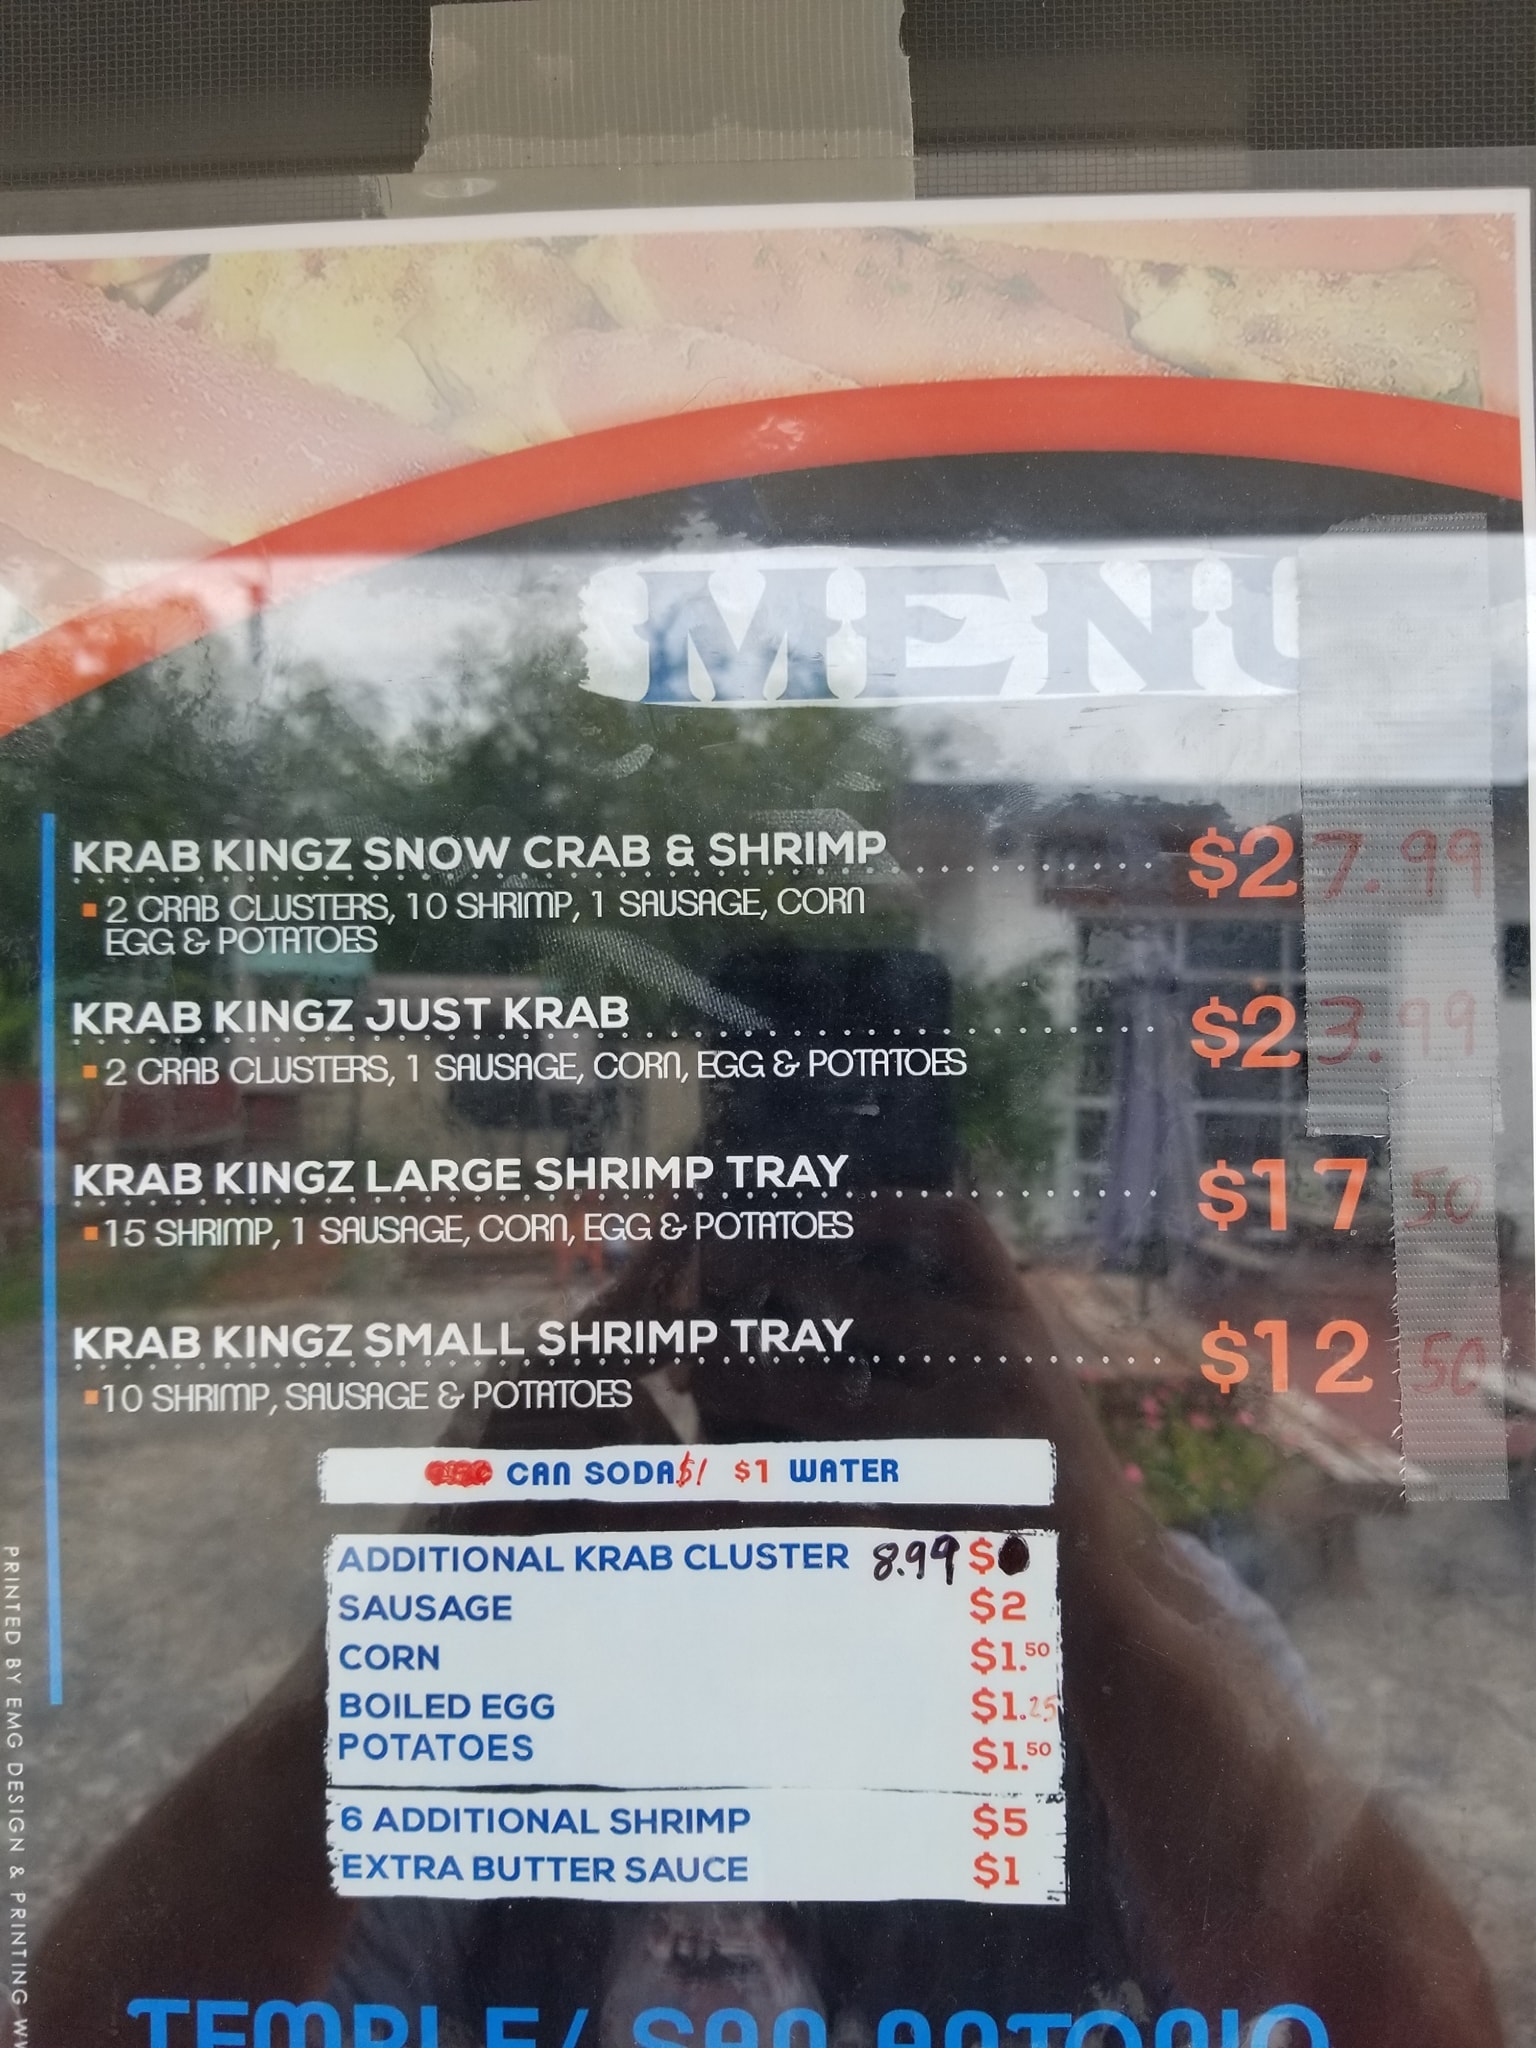 MENU
KRAB KINGZ SNOW CRAB & SHRIMP $27.99
2 CRAB CLUSTERS, 10 SHRIMP, 1 SAUSAGE, CORN
EGG & POTATOES
KRAB KINGZ JUST KRAB $23.99
2 CRAB CLUSTERS, 1 SAUSAGE, CORN, EGG & POTATOES
KRAB KINGZ LARGE SHRIMP TRAY $17 50
15 SHRIMP, 1 SAUSAGE, CORN, EGG & POTATOES
KRAB KINGZ SMALL SHRIMP TRAY $12 50
10 SHRIMP, SAUSAGE & POTATOES
CAN SODA $1 $1 WATER
ADDITIONAL KRAB CLUSTER 8.99 $
SAUSAGE $2
CORN $1.50
BOILED EGG $1.25
POTATOES $1.50
6 ADDITIONAL SHRIMP $5
EXTRA BUTTER SAUCE $1
TEMPLE/ SAN ANTONIO
PRINTED BY EMG DESIGN & PRINTING